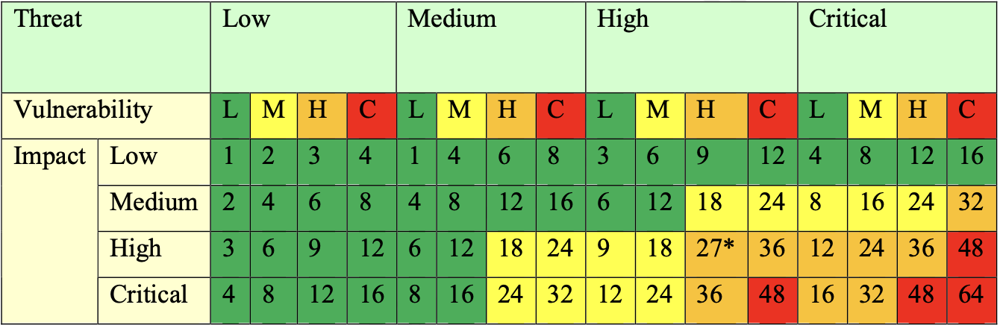 Threat Low Medium High Critical
Vulnerability L M H C L M H C L M H C L M H C
Impact Low 1 2 3 4 1 4 6 8 3 6 9 12 4 8 12 16
Medium 2 4 6 8 4 8 12 16 6 12 18 24 8 16 24 32
High 3 6 9 12 6 12 18 24 9 18 27* 36 12 24 36 48
Critical 4 8 12 16 8 16 24 32 12 24 36 48 16 32 48 64